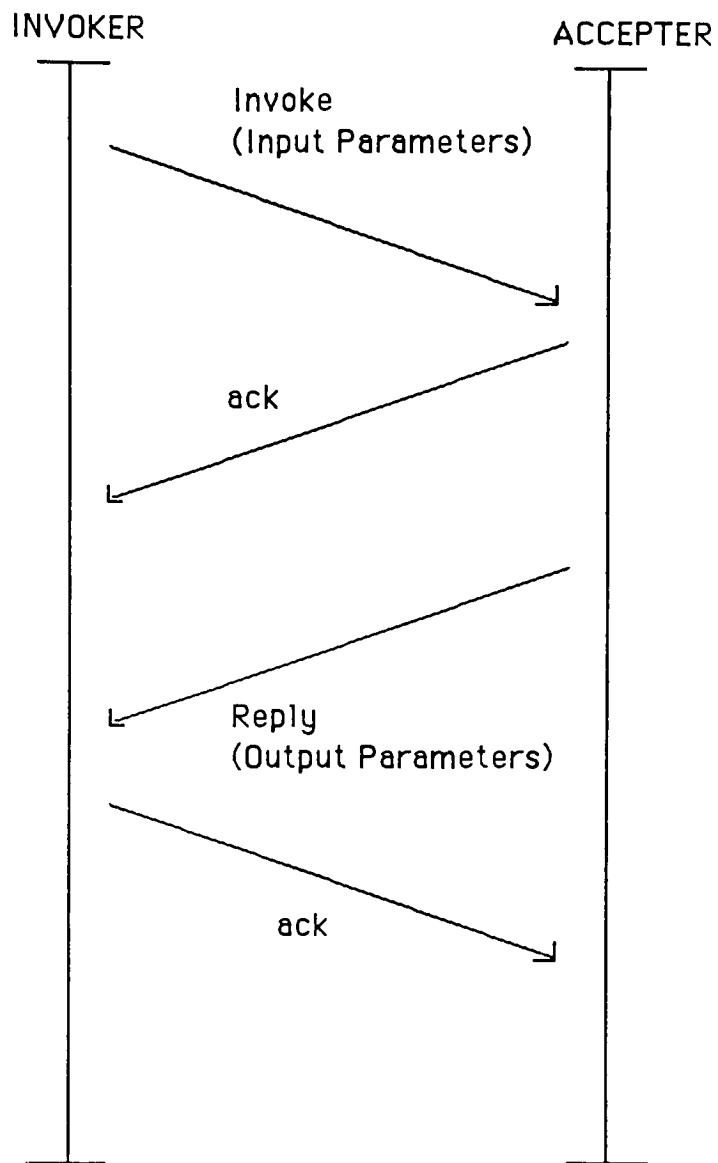 INVOKER
ACCEPTER
Invoke
(Input Parameters)
ack
Reply
(Output Parameters)
ack